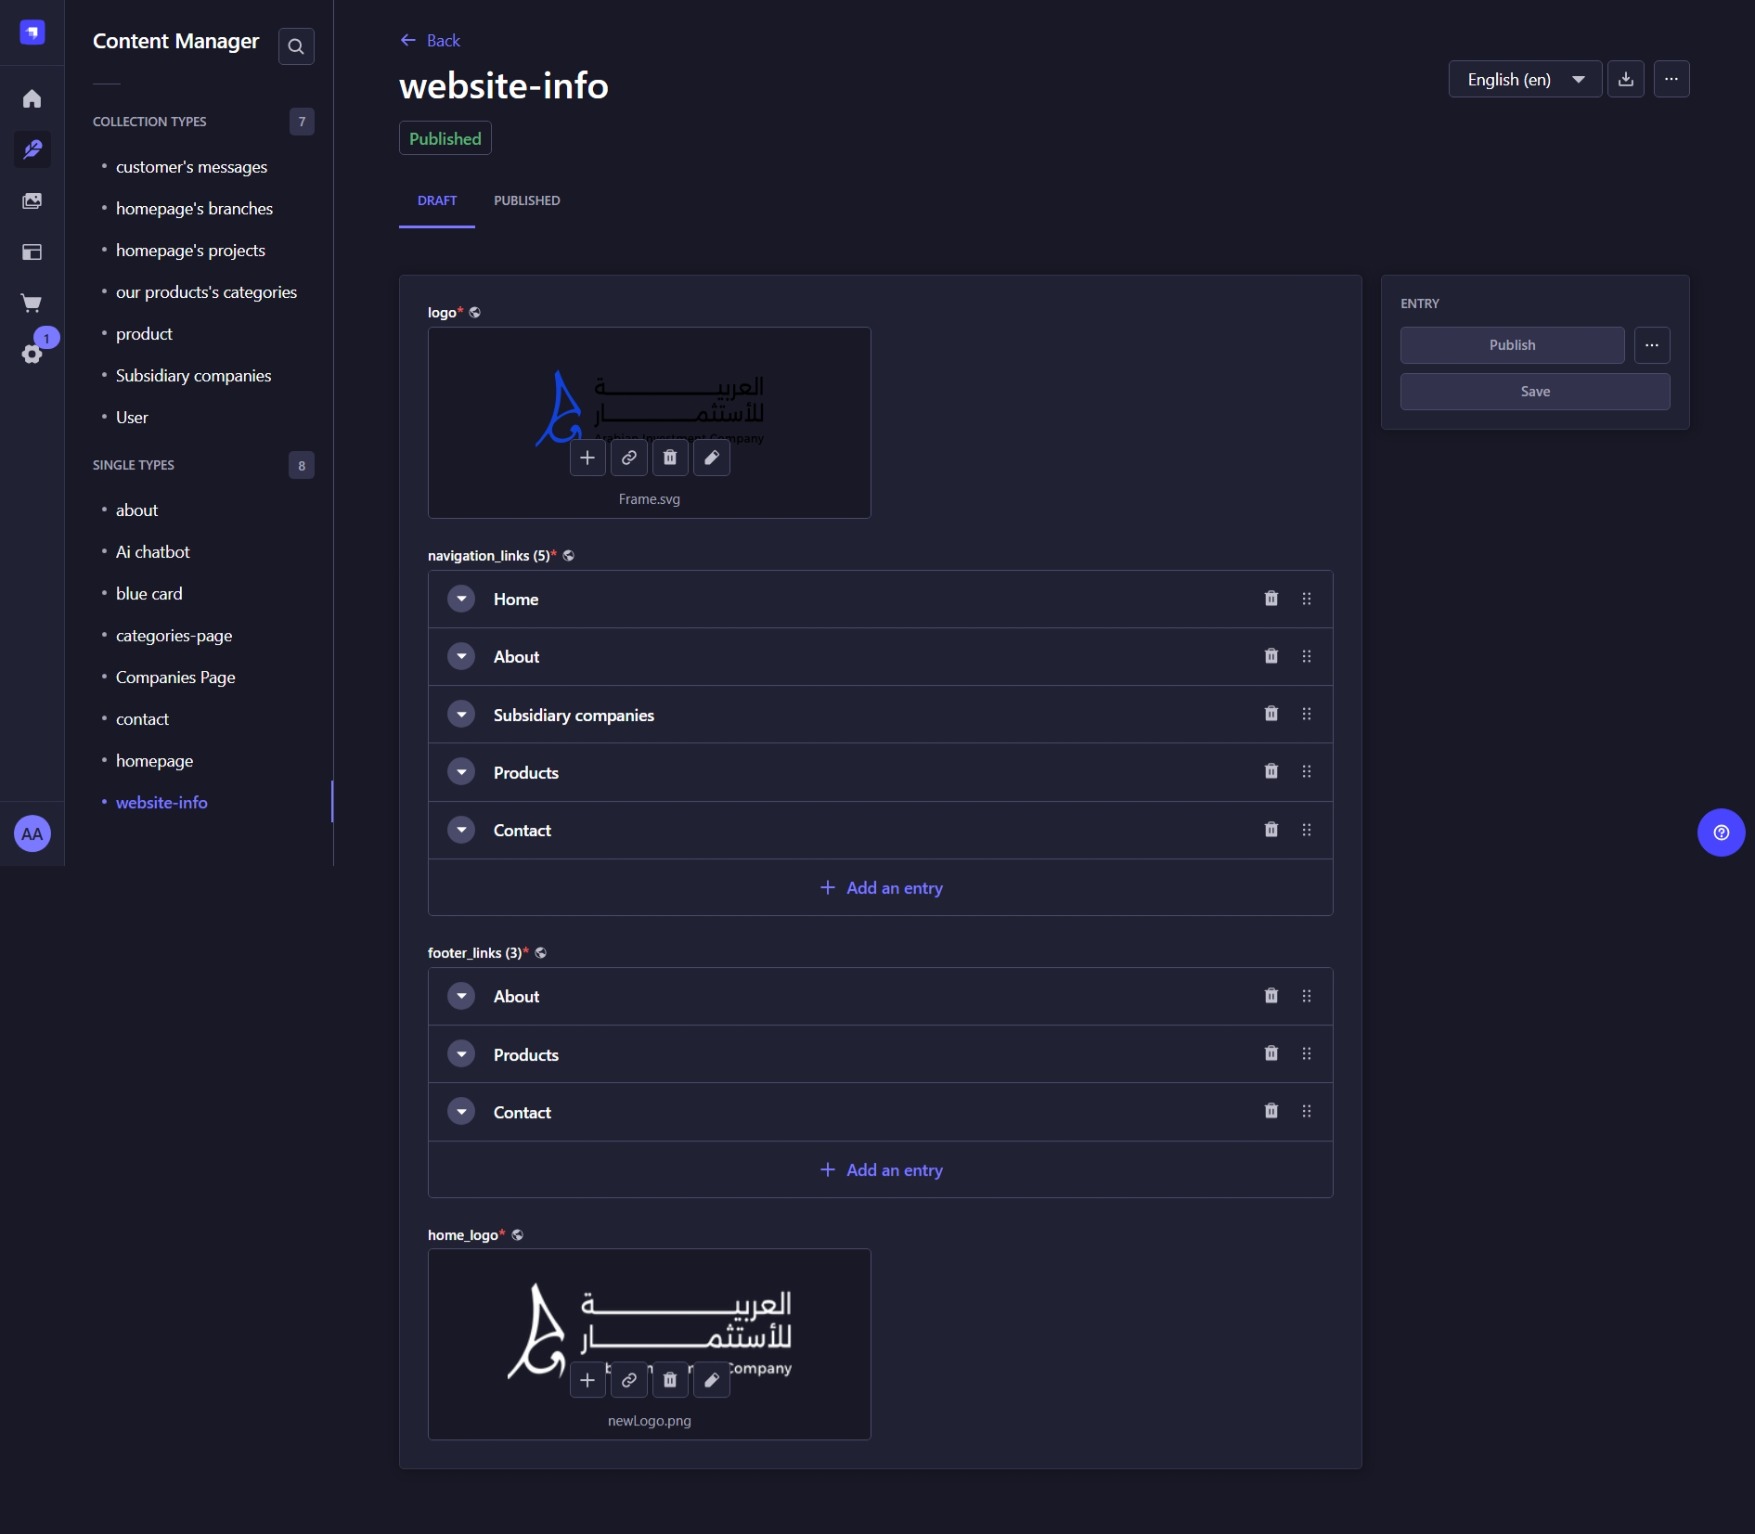 Content Manager
COLLECTION TYPES
7
customer's messages
homepage's branches
homepage's projects
our products's categories
product
Subsidiary companies
User
SINGLE TYPES
8
about
Ai chatbot
blue card
categories-page
Companies Page
contact
homepage
website-info
1
AA
Back
website-info
English (en)
Published
DRAFT
PUBLISHED
logo*
العربية
للأستثمار
Arabian Investment Company
Frame.svg
navigation_links (5)*
Home
About
Subsidiary companies
Products
Contact
Add an entry
footer_links (3)*
About
Products
Contact
Add an entry
home_logo*
العربية
للأستثمار
Company
newLogo.png
ENTRY
Publish
Save